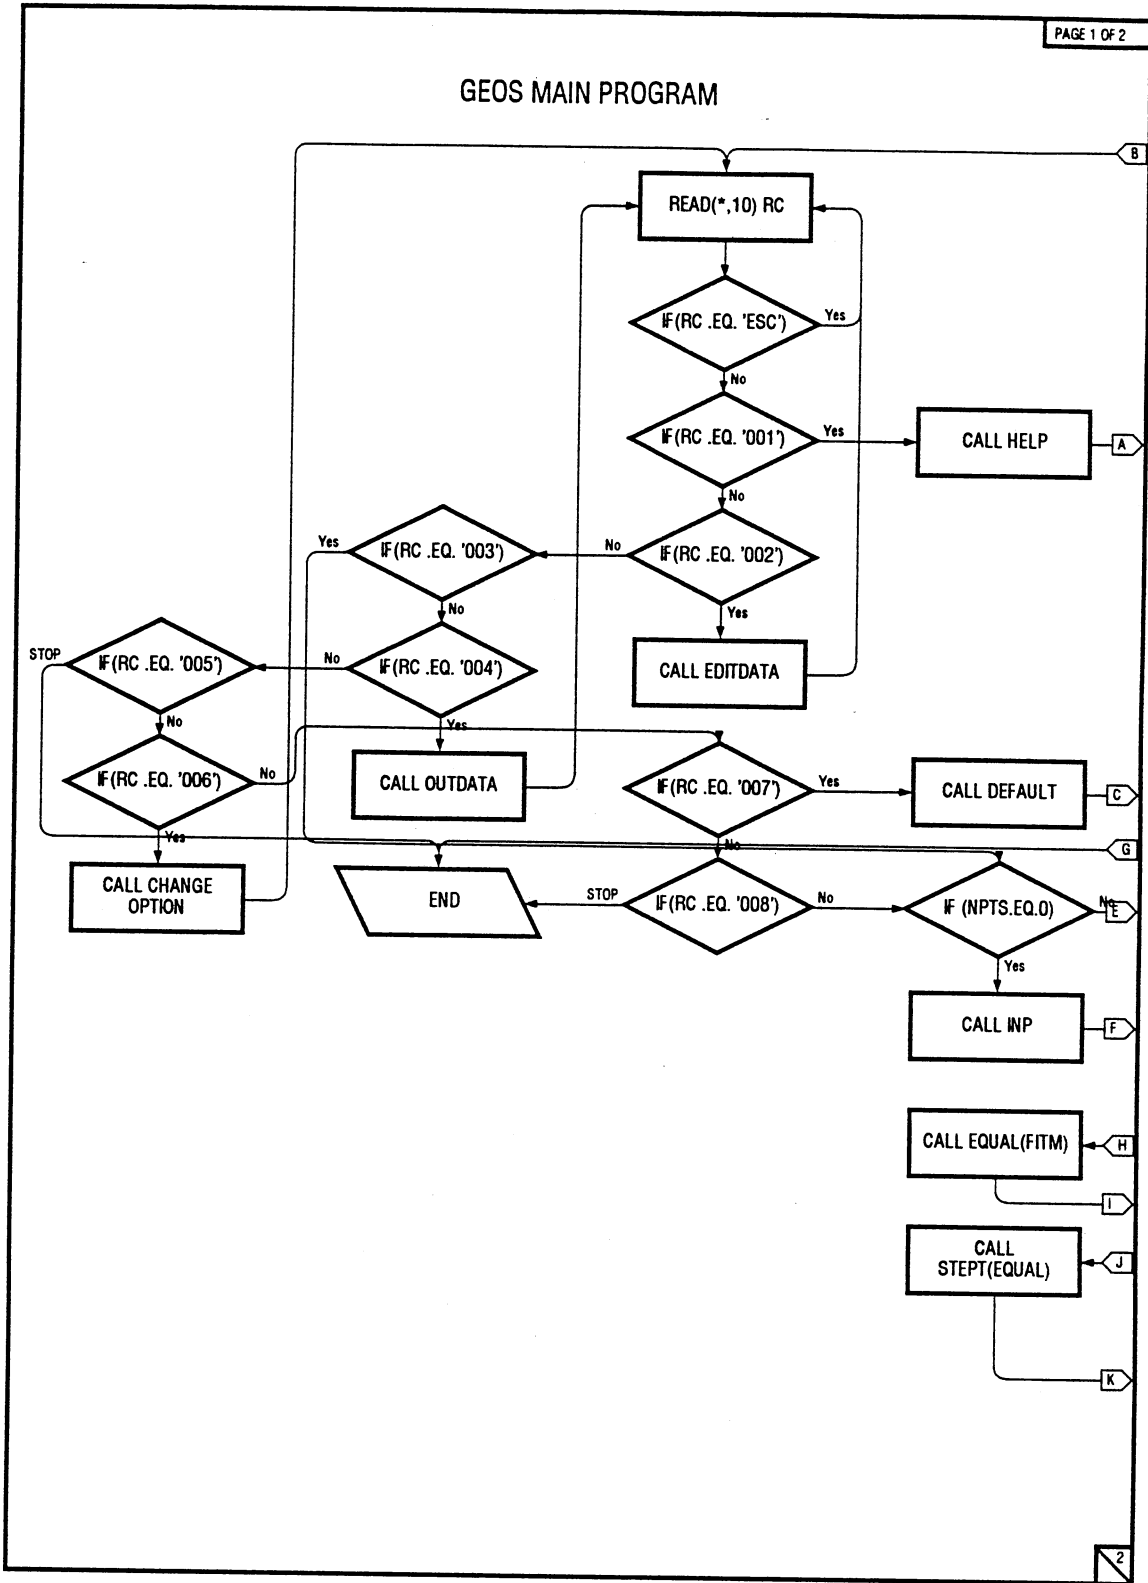 PAGE 1 OF 2
GEOS MAIN PROGRAM
B
READ(*,10) RC
IF(RC .EQ. 'ESC')
Yes
No
IF(RC .EQ. '001')
Yes
CALL HELP
A
No
Yes
IF(RC .EQ. '003')
No
IF(RC .EQ. '002')
No
Yes
STOP
IF(RC .EQ. '005')
No
IF(RC .EQ. '004')
CALL EDITDATA
No
Yes
IF(RC .EQ. '006')
No
CALL OUTDATA
IF(RC .EQ. '007')
Yes
CALL DEFAULT
C
Yes
No
G
CALL CHANGE
OPTION
END
STOP
IF(RC .EQ. '008')
No
IF (NPTS.EQ.0)
No
E
Yes
CALL INP
F
CALL EQUAL(FITM)
H
I
CALL
STEPT(EQUAL)
J
K
2